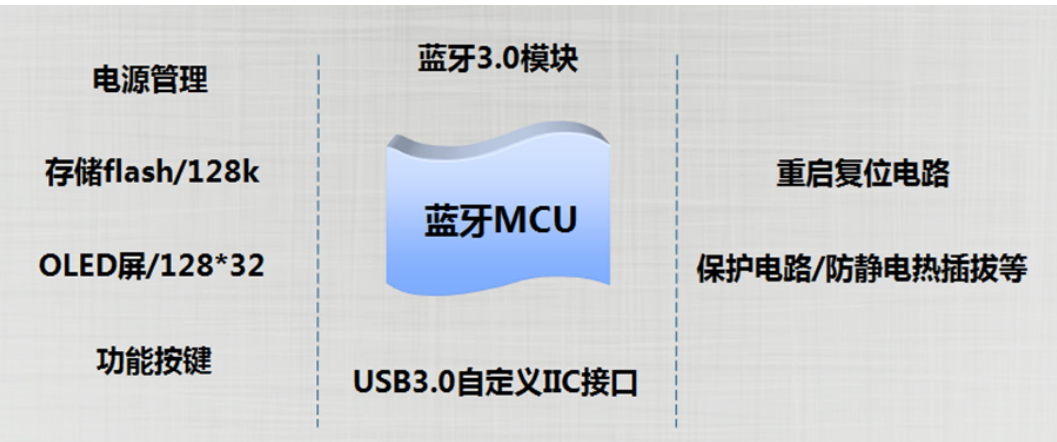 电源管理
存储flash/128k
OLED屏/128*32
功能按键
蓝牙3.0模块
蓝牙MCU
USB3.0自定义IIC接口
重启复位电路
保护电路/防静电热插拔等